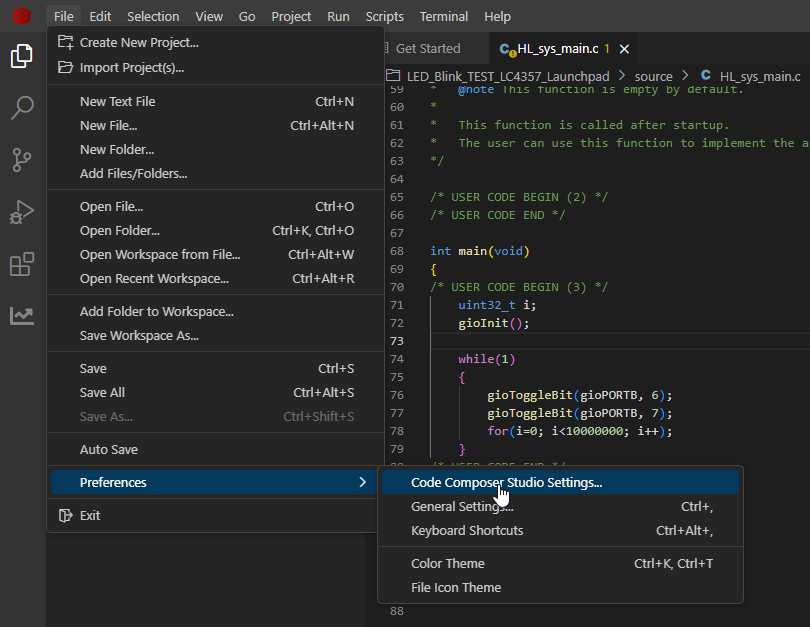 File Edit Selection View Go Project Run Scripts Terminal Help
Create New Project...
Import Project(s)...
New Text File Ctrl+N
New File... Ctrl+Alt+N
New Folder...
Add Files/Folders...
Open File... Ctrl+O
Open Folder... Ctrl+K, Ctrl+O
Open Workspace from File... Ctrl+Alt+W
Open Recent Workspace... Ctrl+Alt+R
Add Folder to Workspace...
Save Workspace As...
Save Ctrl+S
Save All Ctrl+Alt+S
Save As... Ctrl+Shift+S
Auto Save
Preferences
Exit
Get Started HL_sys_main.c 1
LED_Blink_TEST_LC4357_Launchpad > source > C HL_sys_main.c
59 * @note This function is empty by default.
60 *
61 * This function is called after startup.
62 * The user can use this function to implement the a
63 */
64
65 /* USER CODE BEGIN (2) */
66 /* USER CODE END */
67
68 int main(void)
69 {
70 /* USER CODE BEGIN (3) */
71 uint32_t i;
72 gioInit();
73
74 while(1)
75 {
76 gioToggleBit(gioPORTB, 6);
77 gioToggleBit(gioPORTB, 7);
78 for(i=0; i<10000000; i++);
79 }
/* USER CODE END */
Code Composer Studio Settings...
General Settings... Ctrl+,
Keyboard Shortcuts Ctrl+Alt+,
Color Theme Ctrl+K, Ctrl+T
File Icon Theme
88